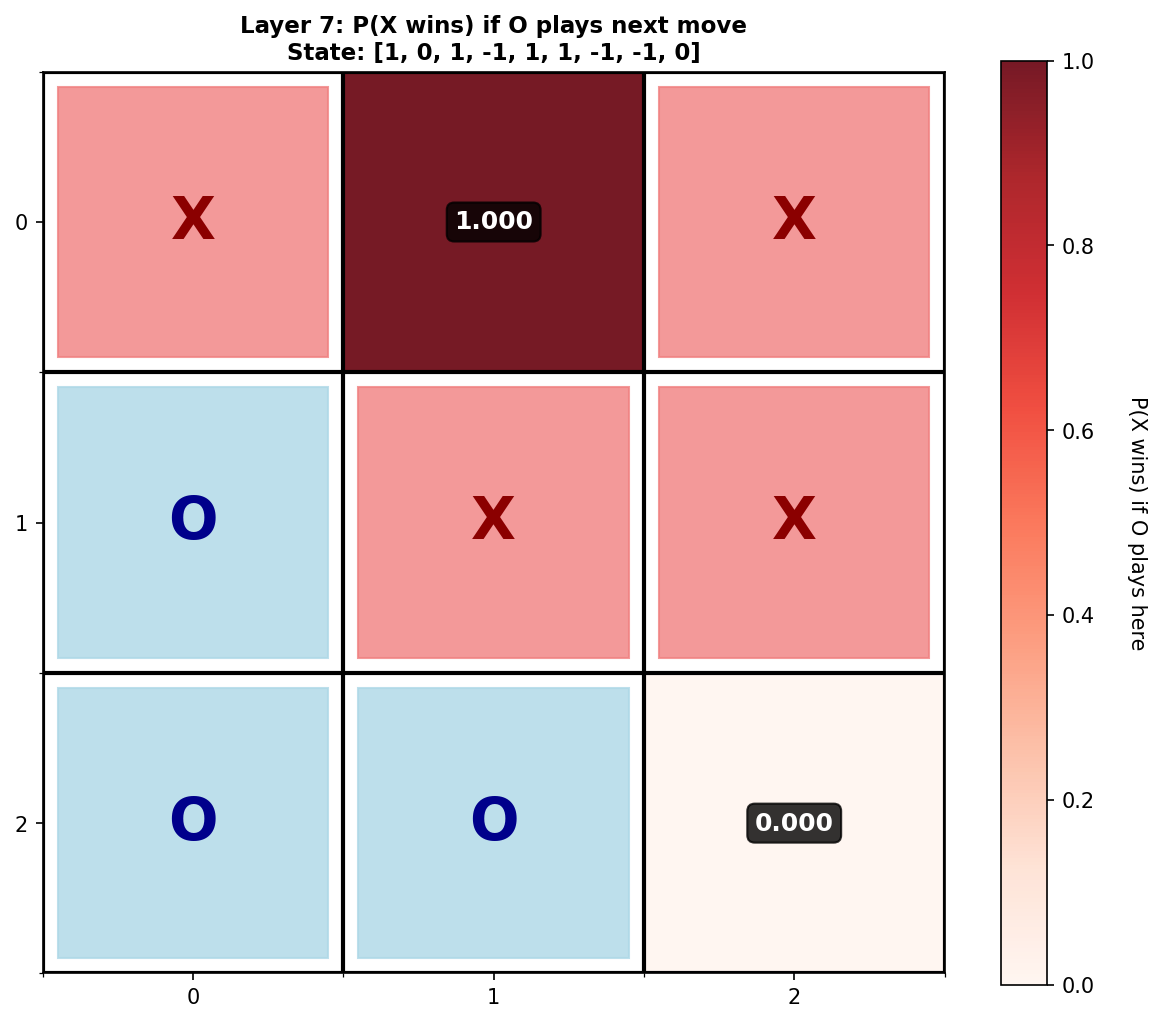 Layer 7: P(X wins) if O plays next move
State: [1, 0, 1, -1, 1, 1, -1, -1, 0]
0
X
1.000
X
1
O
X
X
2
O
O
0.000
0
1
2
1.0
0.8
0.6
0.4
0.2
0.0
P(X wins) if O plays here